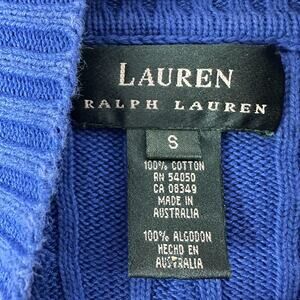 LAUREN
RALPH LAUREN
S
100% COTTON
RN 54050
CA 08349
MADE IN
AUSTRALIA
100% ALGODON
HECHO EN
AUSTRALIA